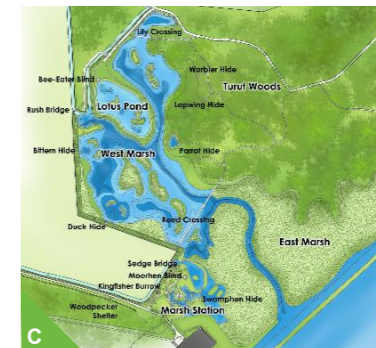 Lily Crossing
Warbler Hide
Bee-Eater Blind
Turut Woods
Lotus Pond
Lapwing Hide
Rush Bridge
Bittern Hide
West Marsh
Parrot Hide
Duck Hide
Reed Crossing
East Marsh
Sedge Bridge
Moorhen Blind
Kingfisher Burrow
Swamphen Hide
Woodpecker
Shelter
Marsh Station
C